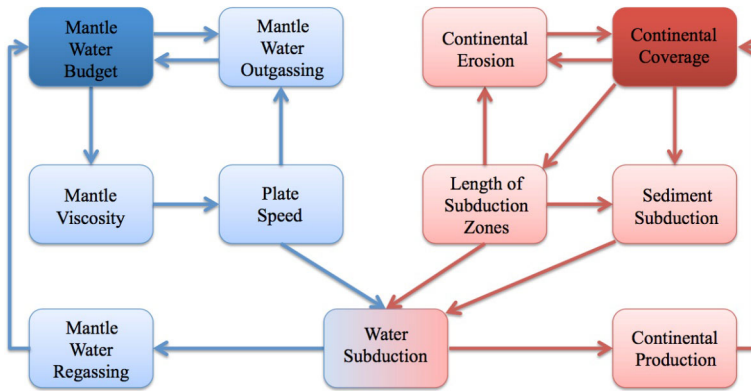 Mantle
Water
Budget
Mantle
Water
Outgassing
Continental
Erosion
Continental
Coverage
Mantle
Viscosity
Plate
Speed
Length of
Subduction
Zones
Sediment
Subduction
Mantle
Water
Regassing
Water
Subduction
Continental
Production